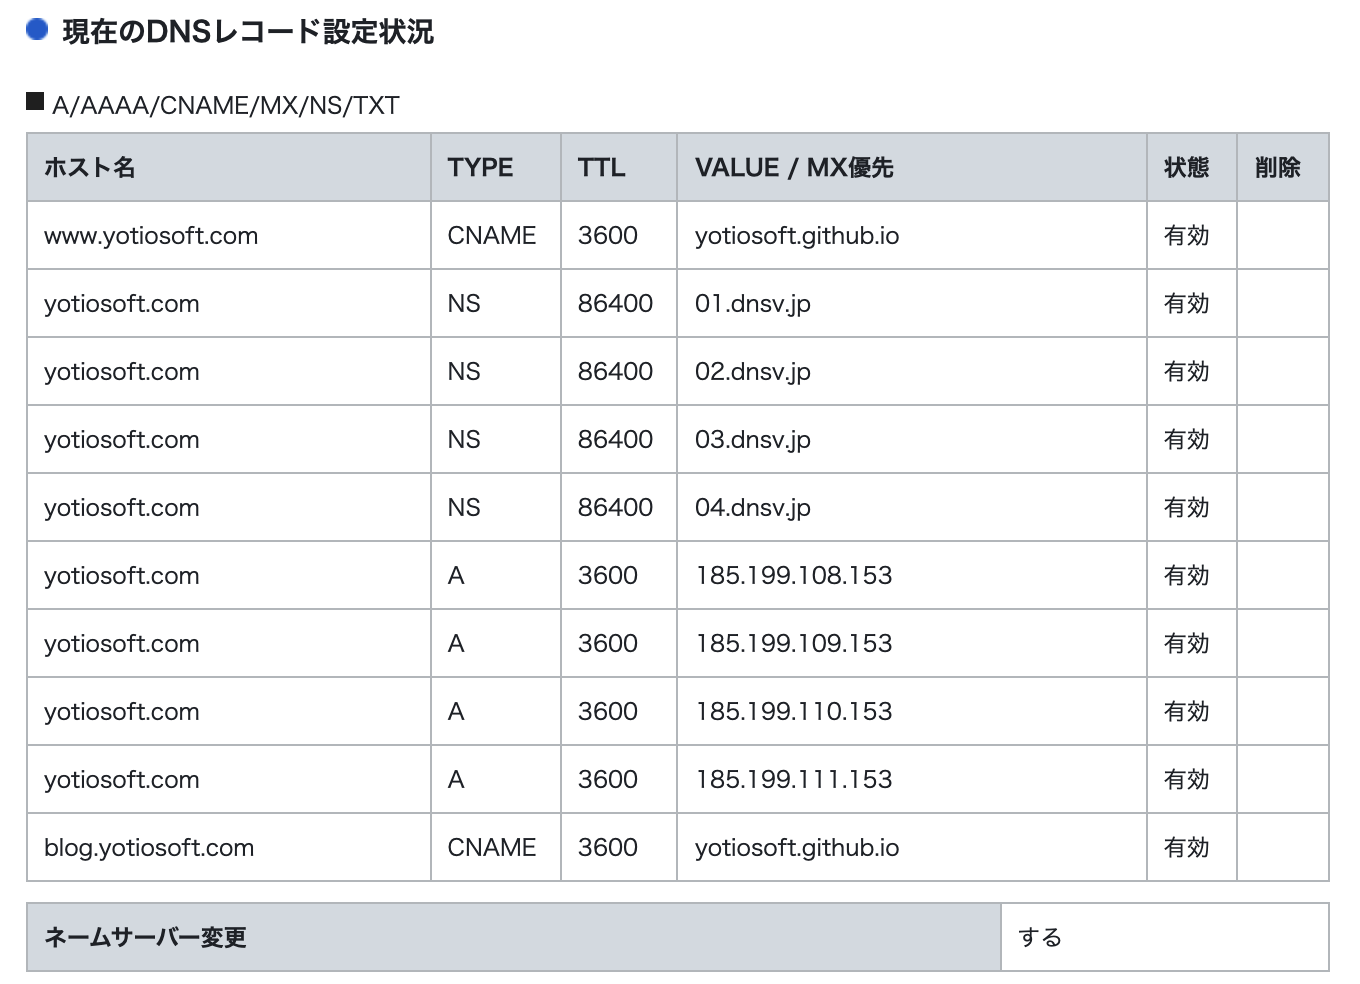 現在のDNSレコード設定状況
■ A/AAAA/CNAME/MX/NS/TXT
ホスト名 TYPE TTL VALUE / MX優先 状態 削除
www.yotiosoft.com CNAME 3600 yotiosoft.github.io 有効
yotiosoft.com NS 86400 01.dnsv.jp 有効
yotiosoft.com NS 86400 02.dnsv.jp 有効
yotiosoft.com NS 86400 03.dnsv.jp 有効
yotiosoft.com NS 86400 04.dnsv.jp 有効
yotiosoft.com A 3600 185.199.108.153 有効
yotiosoft.com A 3600 185.199.109.153 有効
yotiosoft.com A 3600 185.199.110.153 有効
yotiosoft.com A 3600 185.199.111.153 有効
blog.yotiosoft.com CNAME 3600 yotiosoft.github.io 有効
ネームサーバー変更 する